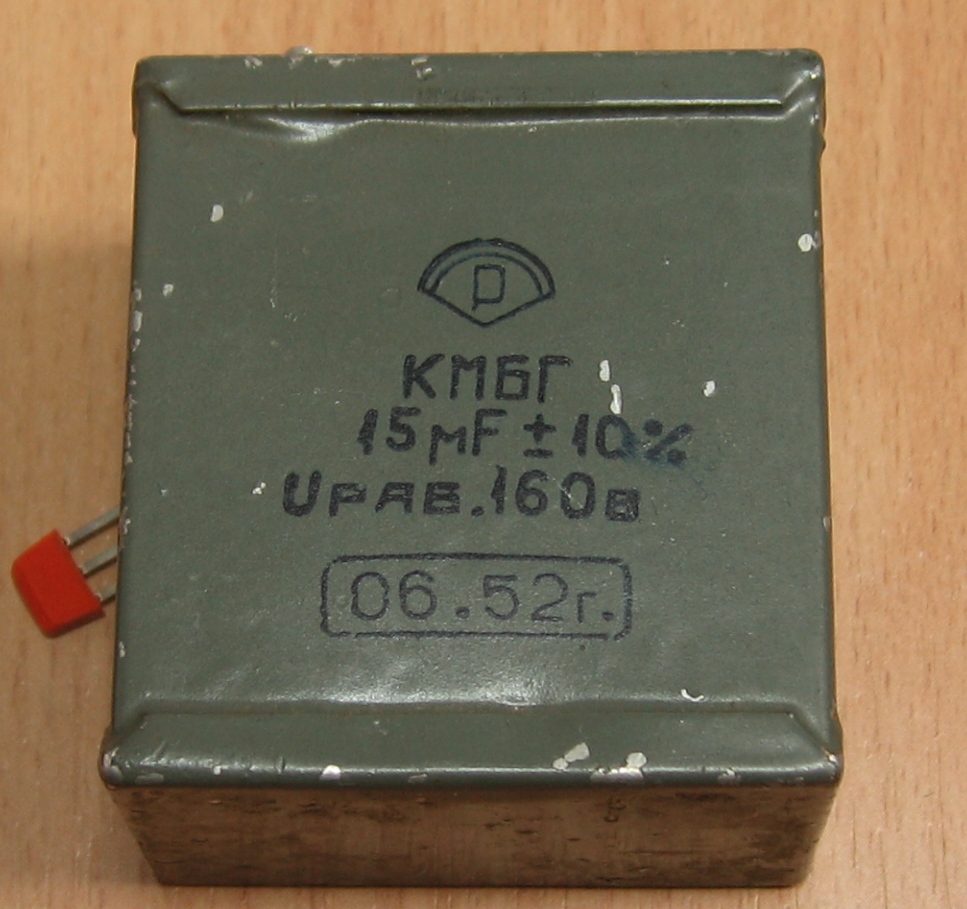 Р
КМБГ
15 мF ± 10%
Uраб. 160в
06.52г.